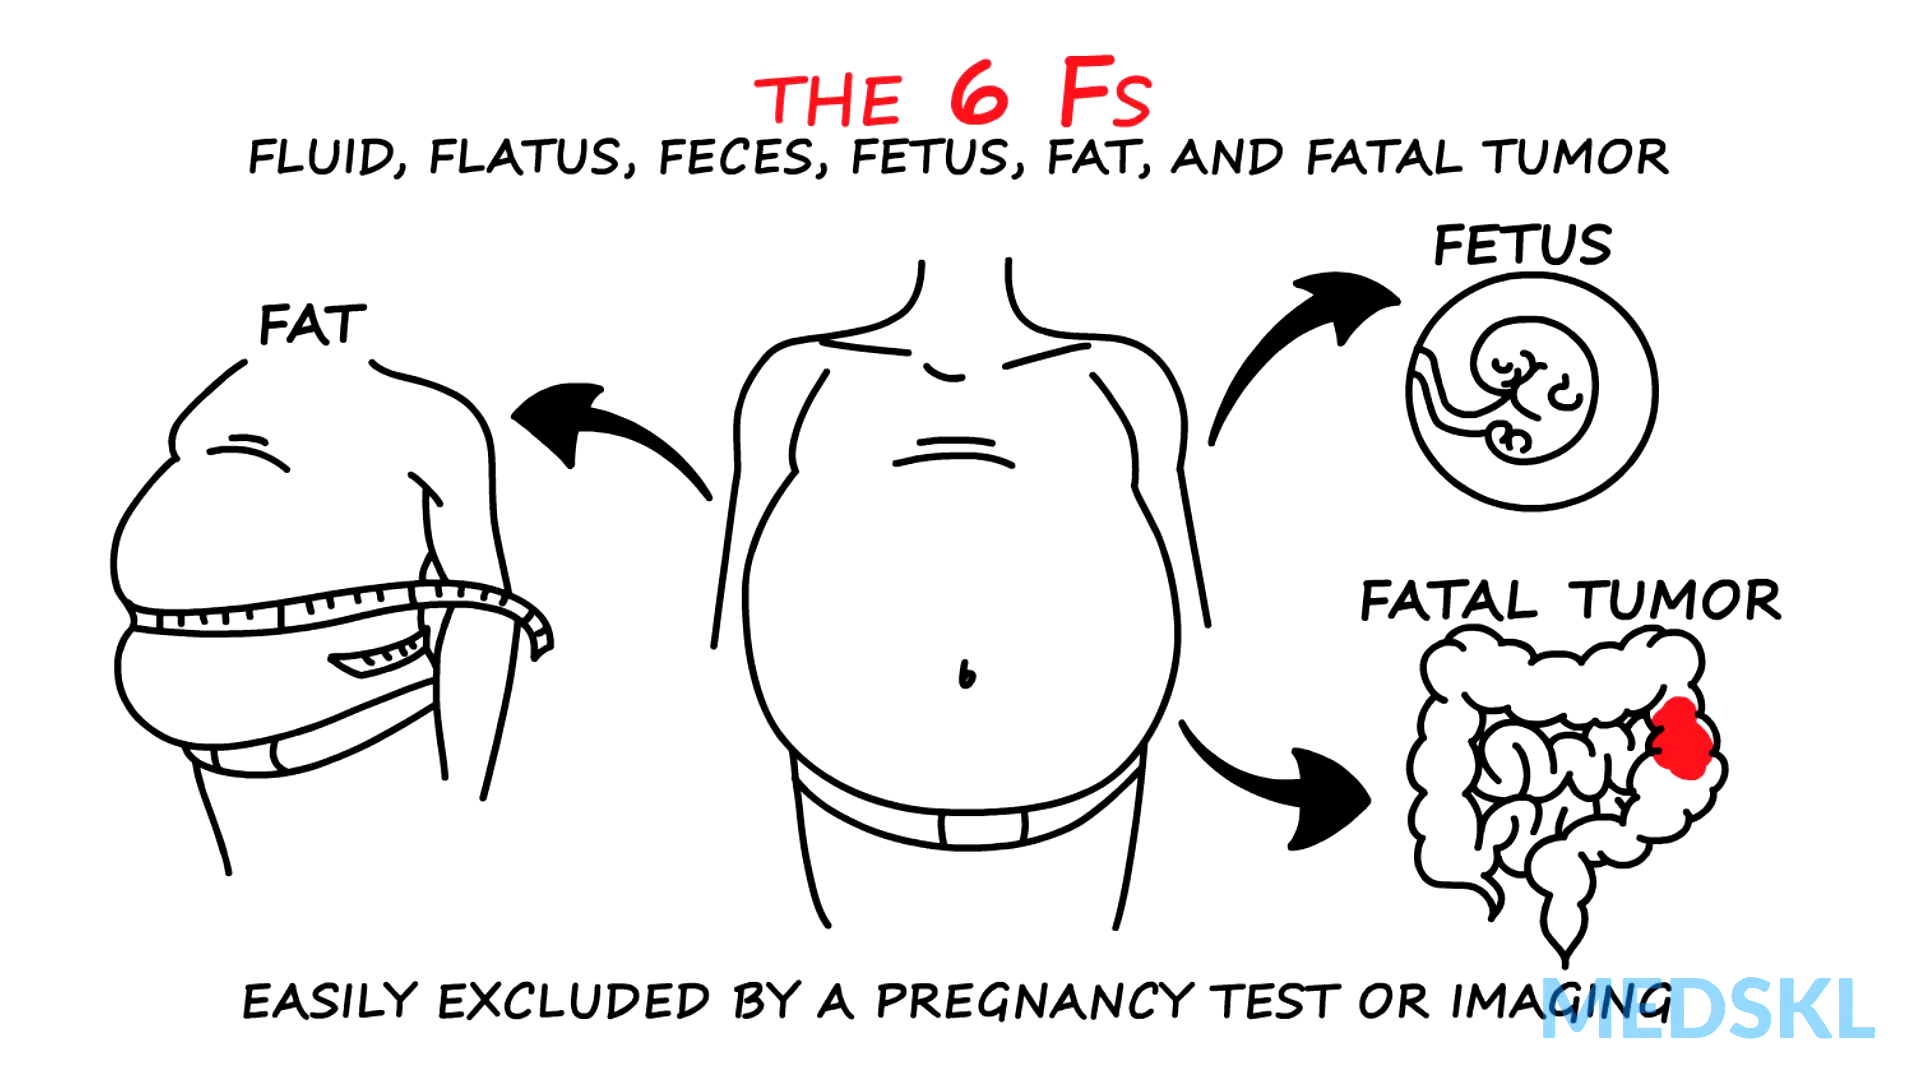 THE 6 FS
FLUID, FLATUS, FECES, FETUS, FAT, AND FATAL TUMOR
FETUS
FAT
FATAL TUMOR
EASILY EXCLUDED BY A PREGNANCY TEST OR IMAGING
MEDSKL